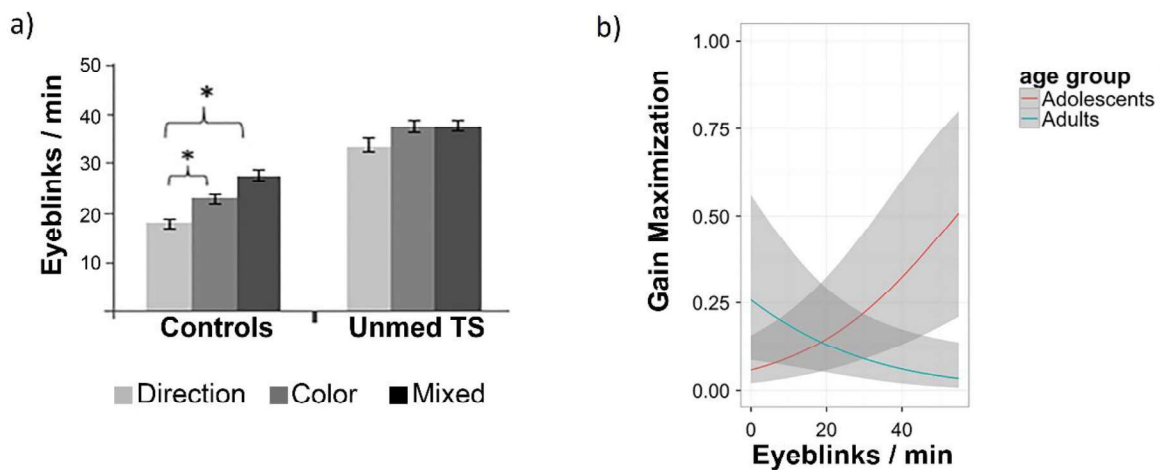 a)
Eyeblinks / min
50
40
30
20
10
*
*
Controls
Unmed TS
Direction
Color
Mixed
b)
Gain Maximization
1.00
0.75
0.50
0.25
0.00
0
20
40
Eyeblinks / min
age group
Adolescents
Adults